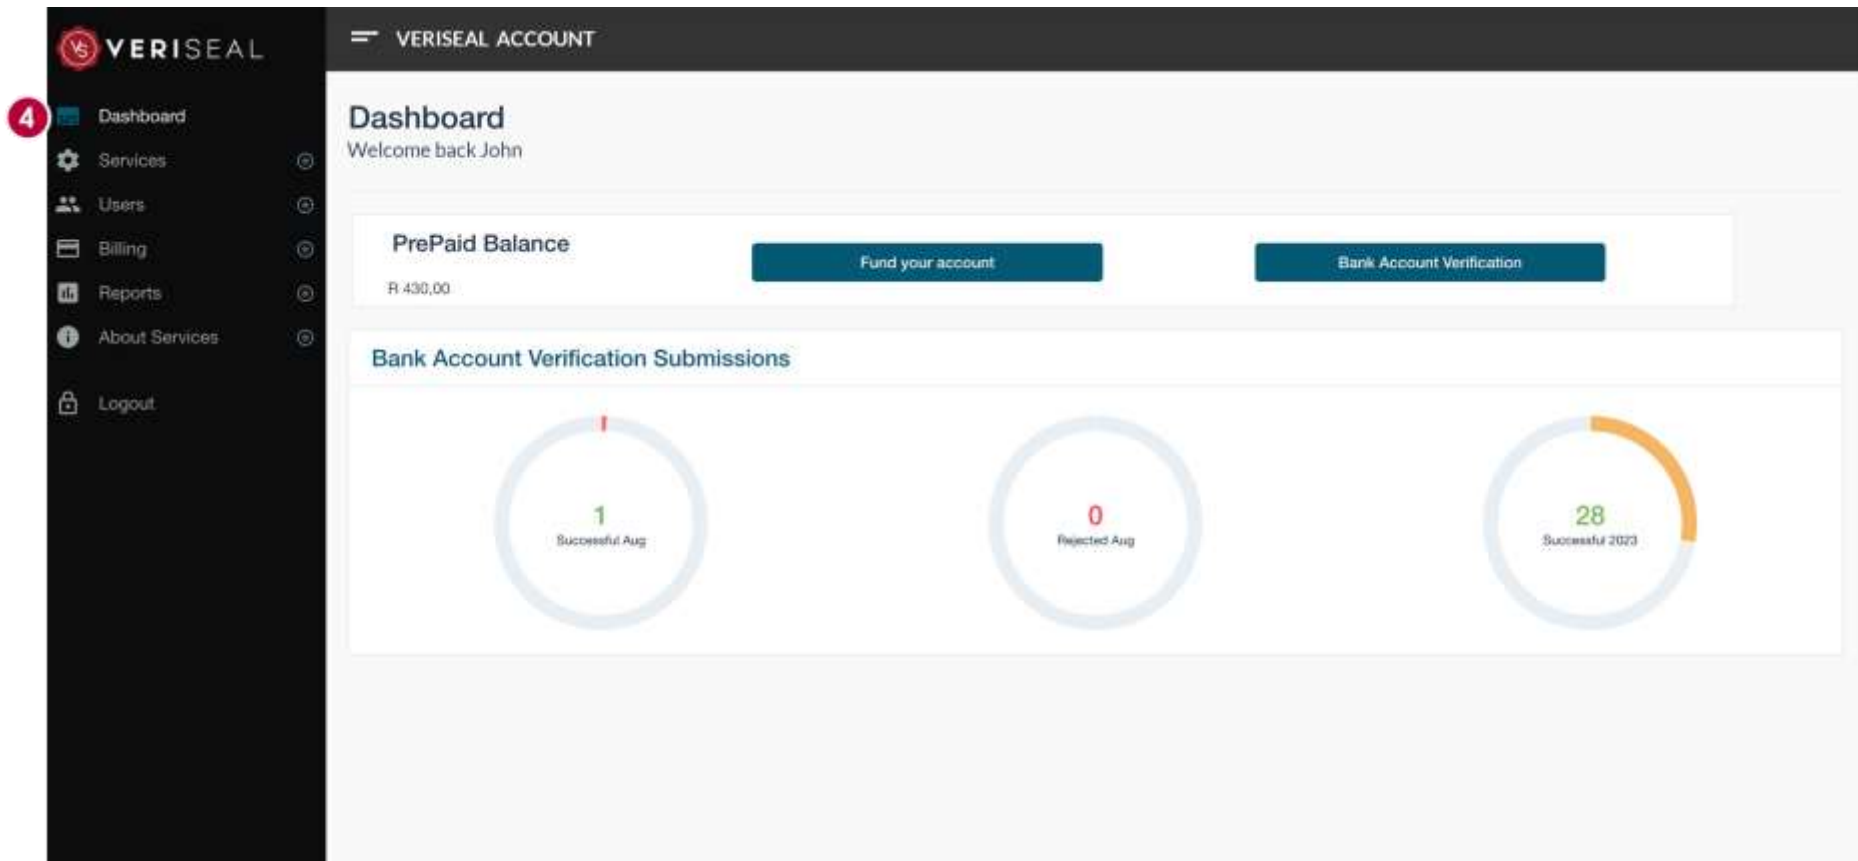 VS VERISEAL
VERISEAL ACCOUNT
4
Dashboard
Services
Users
Billing
Reports
About Services
Logout
Dashboard
Welcome back John
PrePaid Balance
R 430,00
Fund your account
Bank Account Verification
Bank Account Verification Submissions
1
Successful Aug
0
Rejected Aug
28
Successful 2023